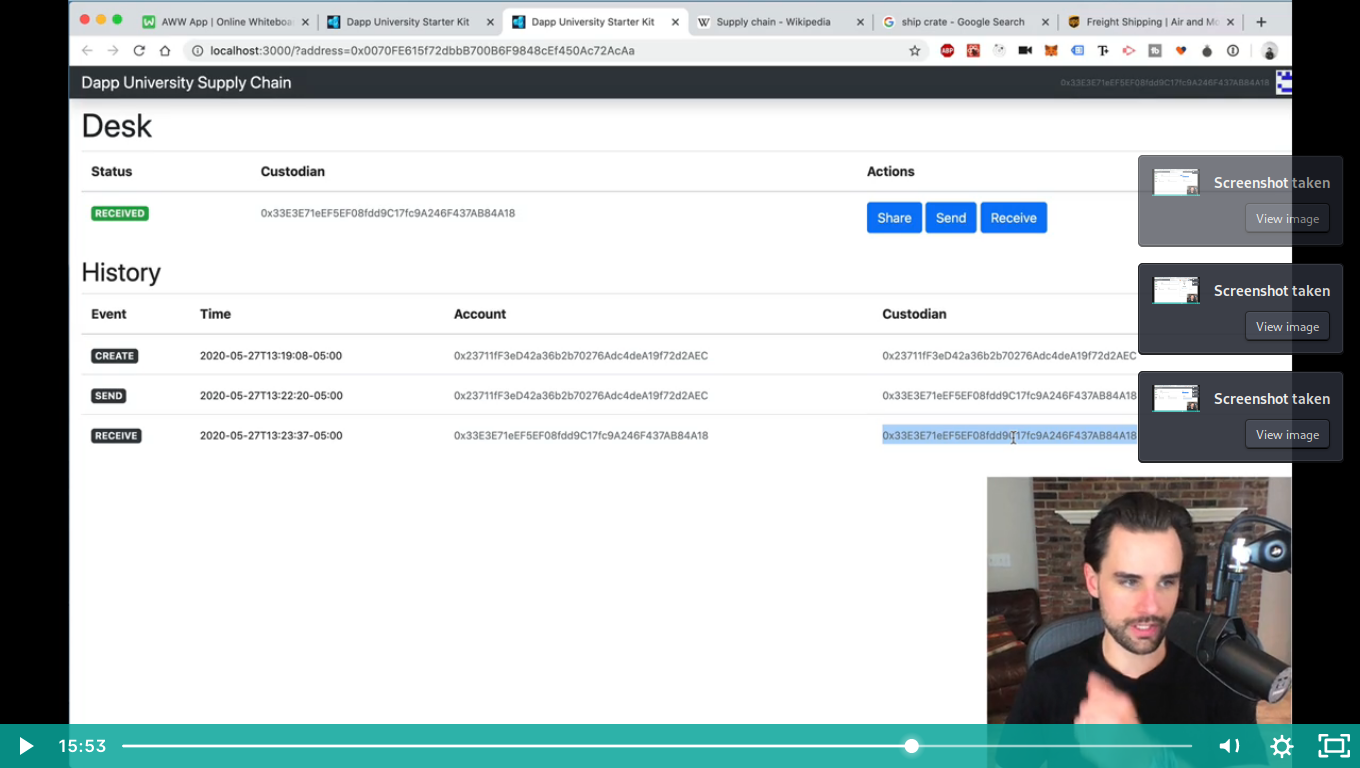 AWW App | Online Whiteboa
Dapp University Starter Kit
Dapp University Starter Kit
Supply chain - Wikipedia
ship crate - Google Search
Freight Shipping | Air and Mo
localhost:3000/?address=0x0070FE615f72dbbB700B6F9848cEf450Ac72AcAa
Dapp University Supply Chain
0x33E3E71eEF5EF08fdd9C17fc9A246F437AB84A18
Desk
Status Custodian Actions
RECEIVED 0x33E3E71eEF5EF08fdd9C17fc9A246F437AB84A18 Share Send Receive
History
Event Time Account Custodian
CREATE 2020-05-27T13:19:08-05:00 0x23711fF3eD42a36b2b70276Adc4deA19f72d2AEC 0x23711fF3eD42a36b2b70276Adc4deA19f72d2AEC
SEND 2020-05-27T13:22:20-05:00 0x23711fF3eD42a36b2b70276Adc4deA19f72d2AEC 0x33E3E71eEF5EF08fdd9C17fc9A246F437AB84A18
RECEIVE 2020-05-27T13:23:37-05:00 0x33E3E71eEF5EF08fdd9C17fc9A246F437AB84A18 0x33E3E71eEF5EF08fdd9C17fc9A246F437AB84A18
Screenshot taken
View image
Screenshot taken
View image
Screenshot taken
View image
15:53